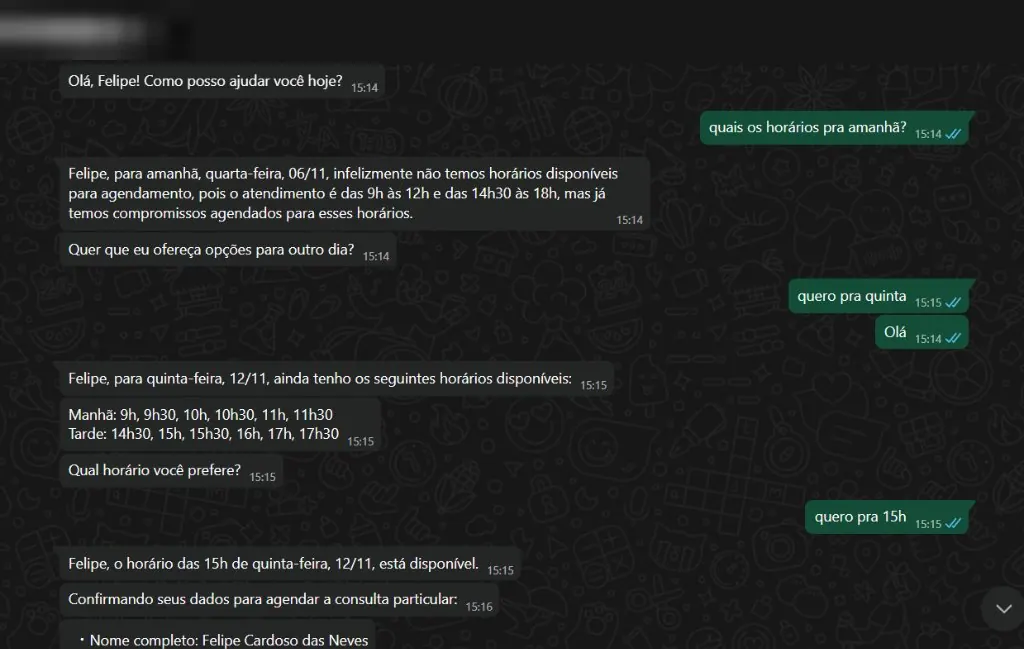 Olá, Felipe! Como posso ajudar você hoje? 15:14
quais os horários pra amanhã? 15:14
Felipe, para amanhã, quarta-feira, 06/11, infelizmente não temos horários disponíveis
para agendamento, pois o atendimento é das 9h às 12h e das 14h30 às 18h, mas já
temos compromissos agendados para esses horários.
15:14
Quer que eu ofereça opções para outro dia? 15:14
quero pra quinta 15:15
Olá 15:14
Felipe, para quinta-feira, 12/11, ainda tenho os seguintes horários disponíveis: 15:15
Manhã: 9h, 9h30, 10h, 10h30, 11h, 11h30
Tarde: 14h30, 15h, 15h30, 16h, 17h, 17h30 15:15
Qual horário você prefere? 15:15
quero pra 15h 15:15
Felipe, o horário das 15h de quinta-feira, 12/11, está disponível. 15:15
Confirmando seus dados para agendar a consulta particular: 15:16
• Nome completo: Felipe Cardoso das Neves